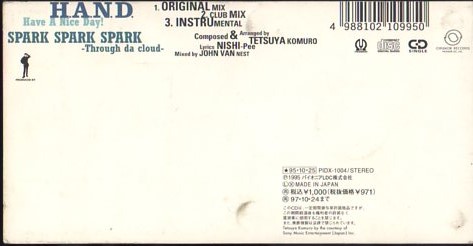 H.A.N.D.
Have A Nice Day!
SPARK SPARK SPARK
-Through da cloud-
1. ORIGINAL MIX
2. CLUB MIX
3. INSTRUMENTAL
Composed & Arranged by TETSUYA KOMURO
Lyrics NISHI-Pee
Mixed by JOHN VAN NEST
4 988102 109950
CD SINGLE
★95・10・25 PIDX-1004/STEREO
Ⓟ1995 パイオニアLDC株式会社
MADE IN JAPAN
税込¥1,000(税抜価格¥971)
97・10・24まで
Tetsuya Komuro by the courtesy of
Sony Music Entertainment (Japan) Inc.